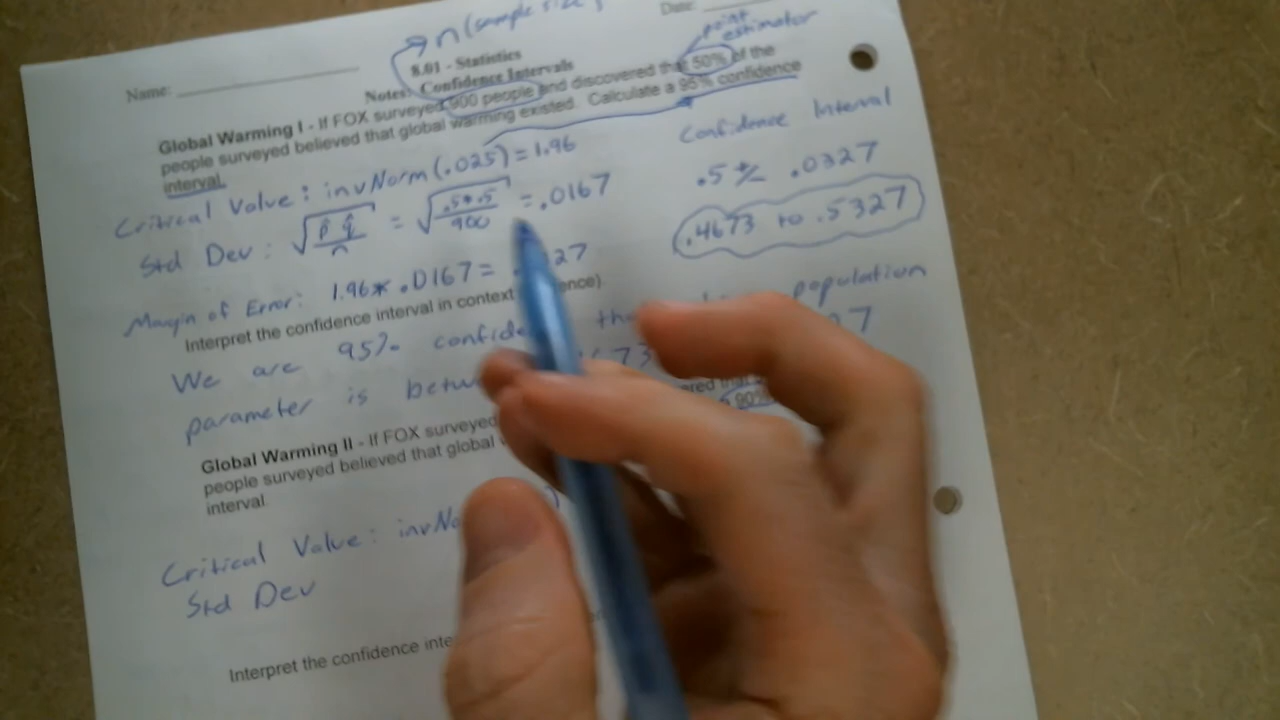 n (sample size)
Date:
point estimator
Name:
8.01 - Statistics
Notes: Confidence Intervals
Global Warming I - If FOX surveyed 900 people and discovered that 50% of the
people surveyed believed that global warming existed. Calculate a 95% confidence
interval.
Critical Value: invNorm(.025) = 1.96
Std Dev: √(p̂ q̂ / n) = √(.5*.5 / 900) = .0167
Margin of Error: 1.96* .0167 = 27
Confidence Interval
.5 +/- .0327
.4673 to .5327
Interpret the confidence interval in context
We are 95% population
parameter is
Global Warming II - If FOX surveyed
people surveyed believed that global
90%
interval.
Critical Value:
Std Dev
Interpret the confidence